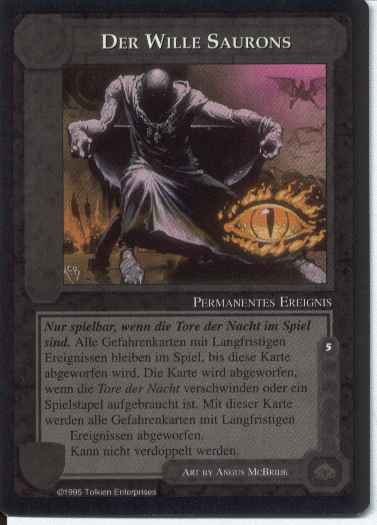 DER WILLE SAURONS
PERMANENTES EREIGNIS
Nur spielbar, wenn die Tore der Nacht im Spiel
sind. Alle Gefahrenkarten mit Langfristigen
Ereignissen bleiben im Spiel, bis diese Karte
abgeworfen wird. Die Karte wird abgeworfen,
wenn die Tore der Nacht verschwinden oder ein
Spielstapel aufgebraucht ist. Mit dieser Karte
werden alle Gefahrenkarten mit Langfristigen
Ereignissen abgeworfen.
Kann nicht verdoppelt werden.
5
ART BY ANGUS MCBRIDE
©1995 Tolkien Enterprises